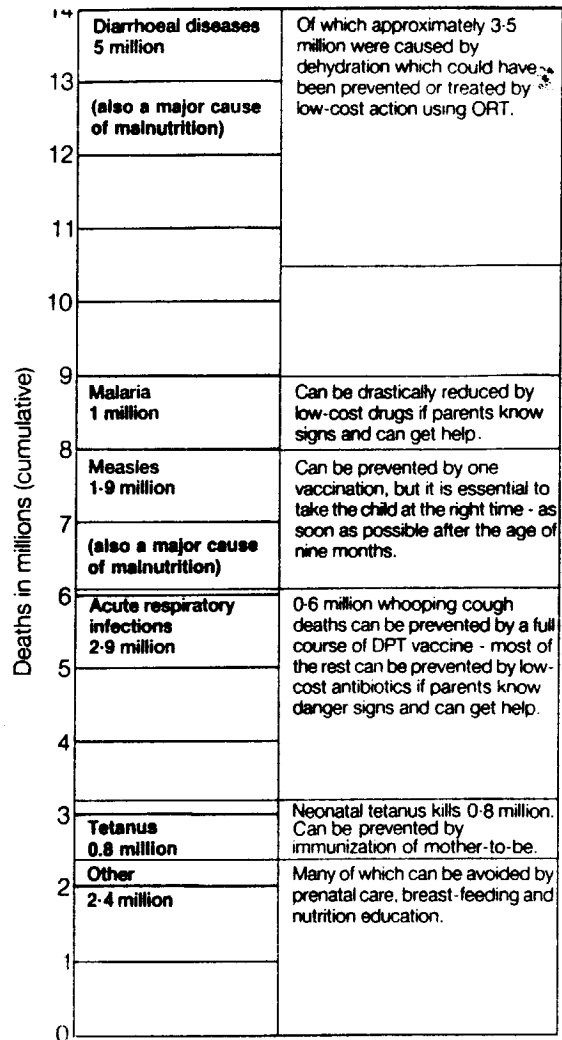 14
Diarrhoeal diseases
5 million
Of which approximately 3·5
million were caused by
dehydration which could have
been prevented or treated by
low-cost action using ORT.
13
(also a major cause
of malnutrition)
12
11
10
9
Malaria
1 million
Can be drastically reduced by
low-cost drugs if parents know
signs and can get help.
8
Measles
1·9 million
Can be prevented by one
vaccination, but it is essential to
take the child at the right time - as
soon as possible after the age of
nine months.
7
(also a major cause
of malnutrition)
6
Acute respiratory
infections
2·9 million
0·6 million whooping cough
deaths can be prevented by a full
course of DPT vaccine - most of
the rest can be prevented by low-
cost antibiotics if parents know
danger signs and can get help.
5
4
3
Tetanus
0.8 million
Neonatal tetanus kills 0·8 million.
Can be prevented by
immunization of mother-to-be.
Other
2·4 million
Many of which can be avoided by
prenatal care, breast-feeding and
nutrition education.
2
1
0
Deaths in millions (cumulative)